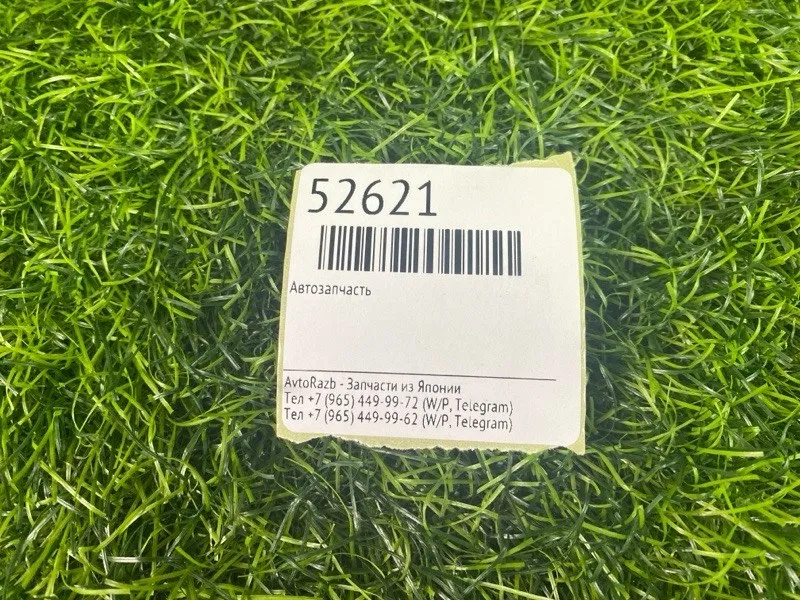 52621
Автозапчасть
AvtoRazb - Запчасти из Японии
Тел +7 (965) 449-99-72 (W/P, Telegram)
Тел +7 (965) 449-99-62 (W/P, Telegram)